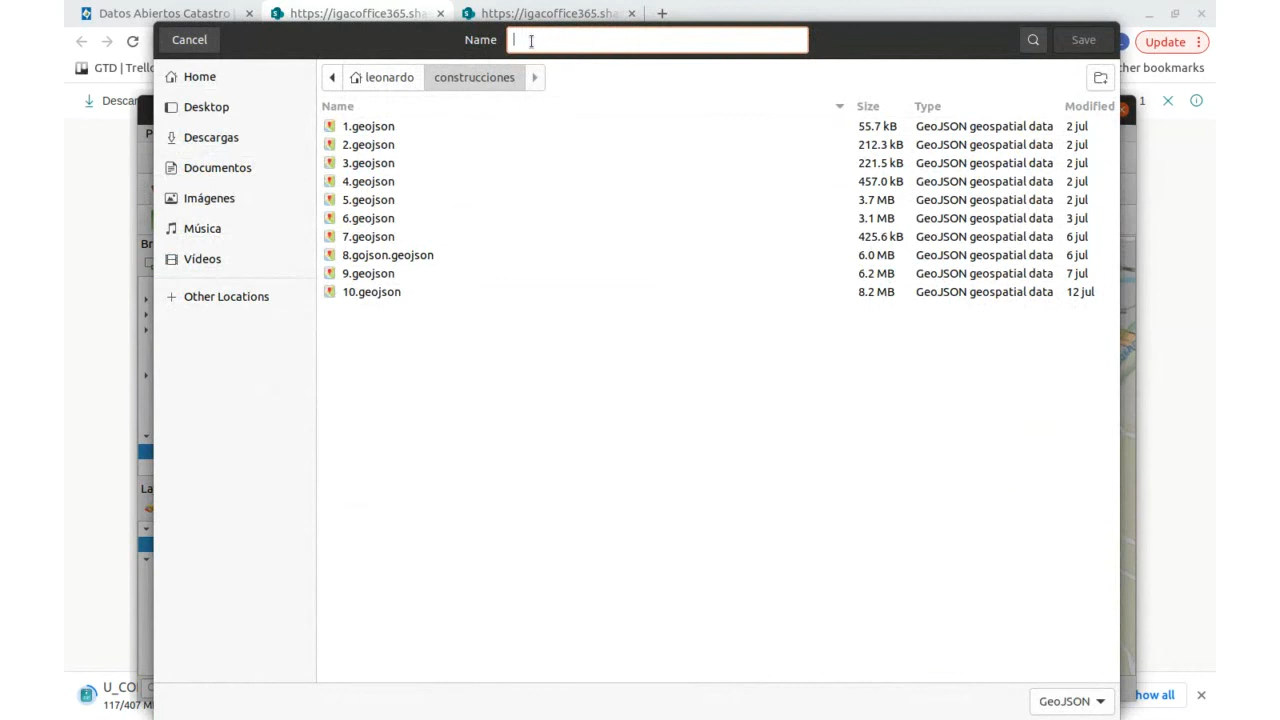 Datos Abiertos Catastro
https://igacoffice365.sha
https://igacoffice365.sha
Cancel
Name
Save
Update
GTD | Trello
her bookmarks
Descar
1
Home
Desktop
Descargas
Documentos
Imágenes
Música
Vídeos
Other Locations
leonardo
construcciones
Name Size Type Modified
1.geojson 55.7 kB GeoJSON geospatial data 2 jul
2.geojson 212.3 kB GeoJSON geospatial data 2 jul
3.geojson 221.5 kB GeoJSON geospatial data 2 jul
4.geojson 457.0 kB GeoJSON geospatial data 2 jul
5.geojson 3.7 MB GeoJSON geospatial data 2 jul
6.geojson 3.1 MB GeoJSON geospatial data 3 jul
7.geojson 425.6 kB GeoJSON geospatial data 6 jul
8.gojson.geojson 6.0 MB GeoJSON geospatial data 6 jul
9.geojson 6.2 MB GeoJSON geospatial data 7 jul
10.geojson 8.2 MB GeoJSON geospatial data 12 jul
Br
La
GeoJSON
U_CO
117/407 M
how all